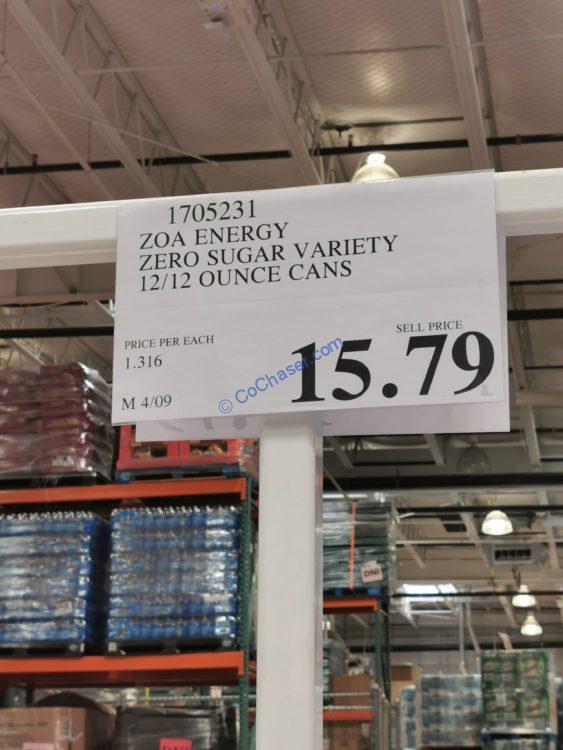 1705231
ZOA ENERGY
ZERO SUGAR VARIETY
12/12 OUNCE CANS
PRICE PER EACH
1.316
SELL PRICE
15.79
M 4/09
© CoChaser.com
DNI